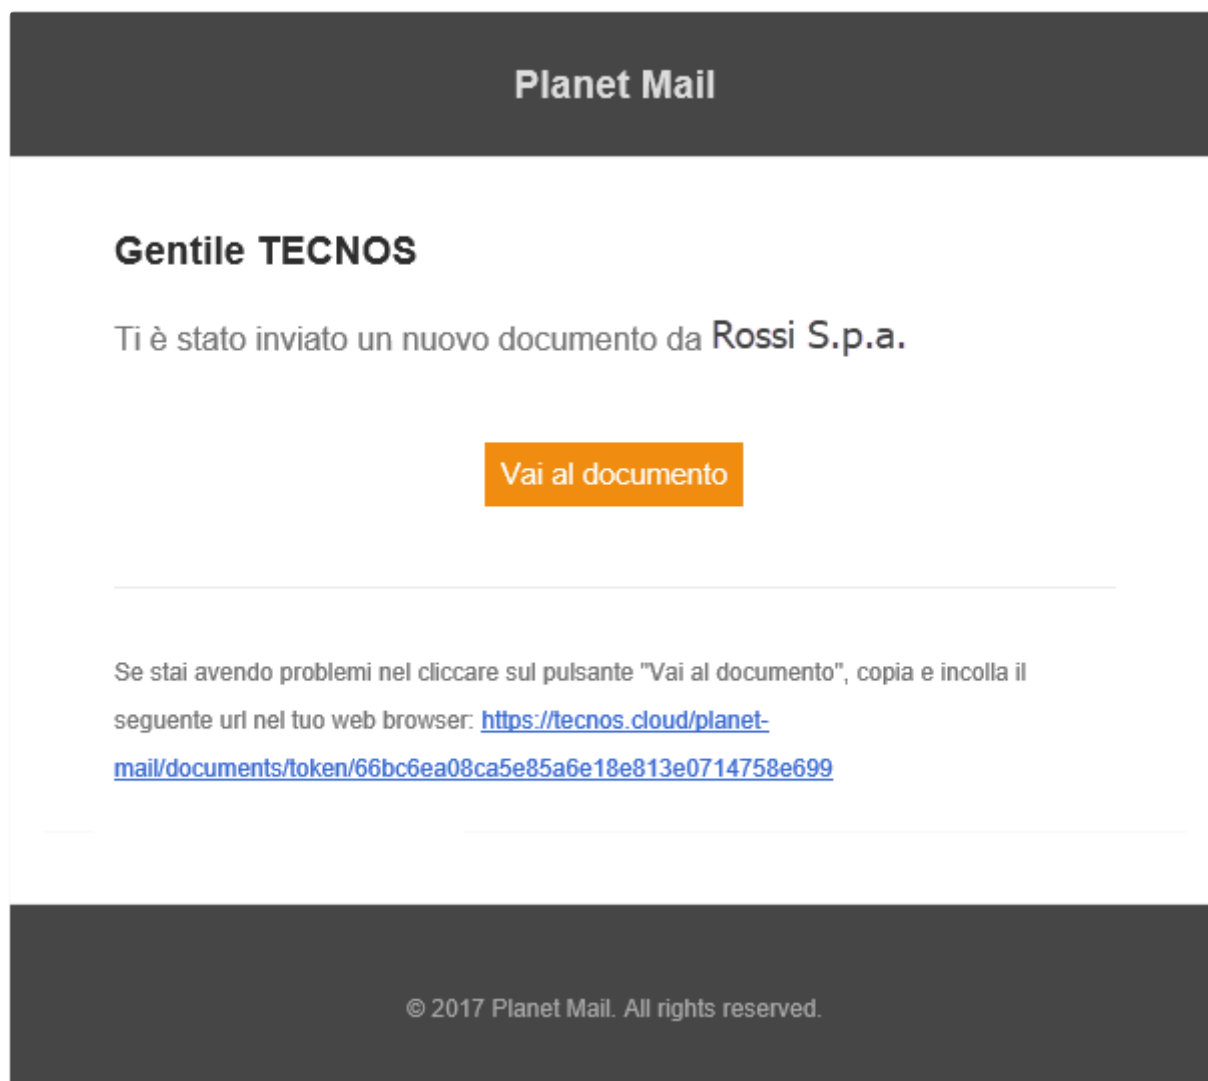 Planet Mail
Gentile TECNOS
Ti è stato inviato un nuovo documento da Rossi S.p.a.
Vai al documento
Se stai avendo problemi nel cliccare sul pulsante "Vai al documento", copia e incolla il
seguente url nel tuo web browser: https://tecnos.cloud/planet-
mail/documents/token/66bc6ea08ca5e85a6e18e813e0714758e699
© 2017 Planet Mail. All rights reserved.